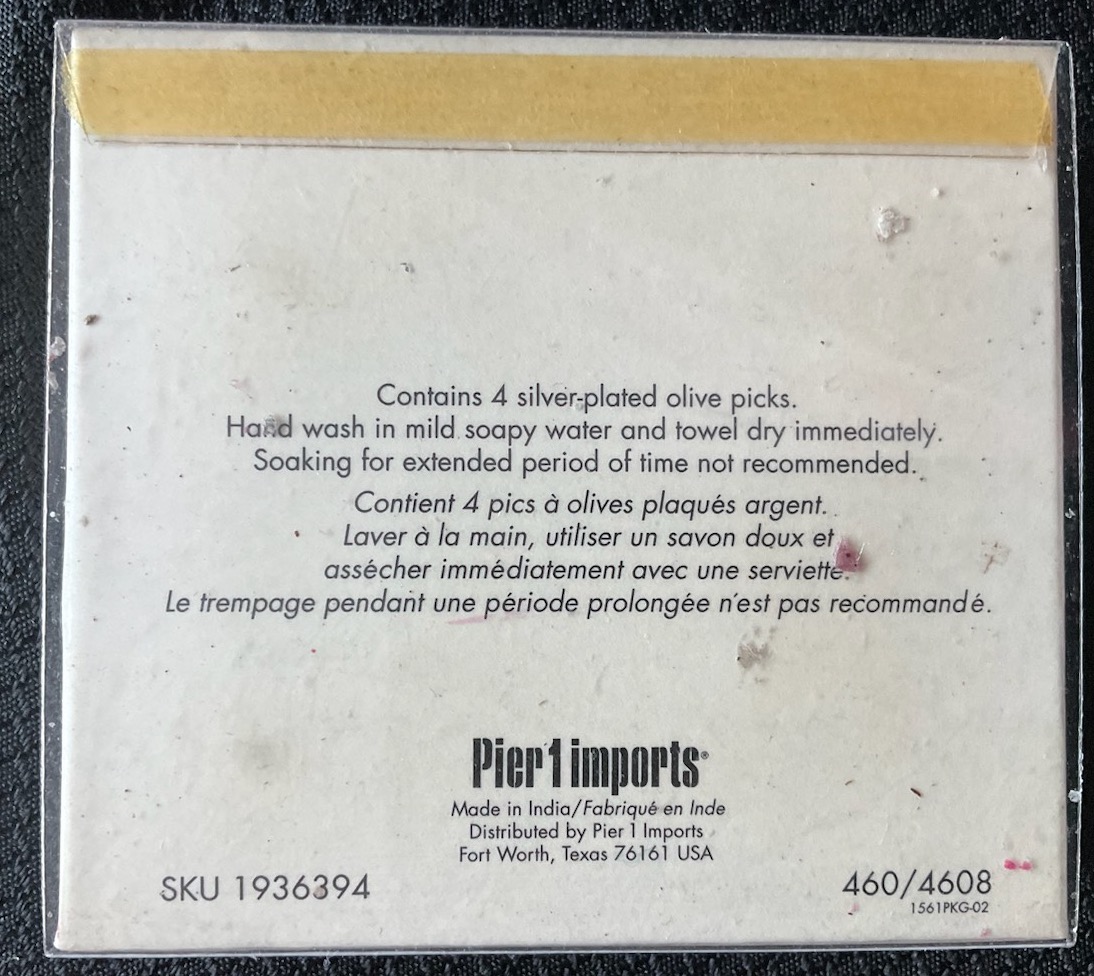 Contains 4 silver-plated olive picks.
Hand wash in mild soapy water and towel dry immediately.
Soaking for extended period of time not recommended.
Contient 4 pics à olives plaqués argent.
Laver à la main, utiliser un savon doux et
assécher immédiatement avec une serviette.
Le trempage pendant une période prolongée n'est pas recommandé.
Pier 1 imports®
Made in India/Fabriqué en Inde
Distributed by Pier 1 Imports
Fort Worth, Texas 76161 USA
SKU 1936394
460/4608
1561PKG-02